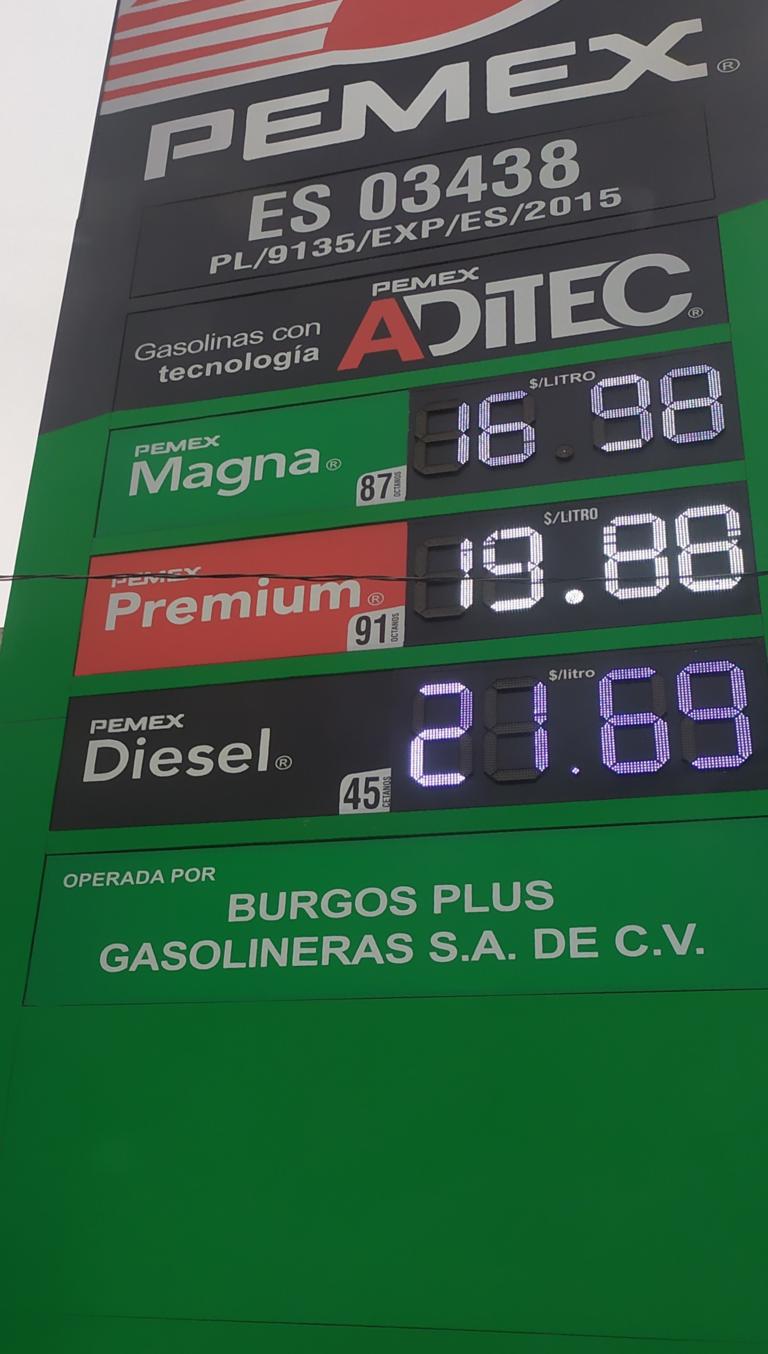 PEMEX®
ES 03438
PL/9135/EXP/ES/2015
Gasolinas con
tecnología
PEMEX
ADITEC®
PEMEX
Magna®
87 OCTANOS
$/LITRO
16.98
PEMEX
Premium®
91 OCTANOS
$/LITRO
19.88
PEMEX
Diesel®
45 CETANOS
$/litro
21.69
OPERADA POR
BURGOS PLUS
GASOLINERAS S.A. DE C.V.